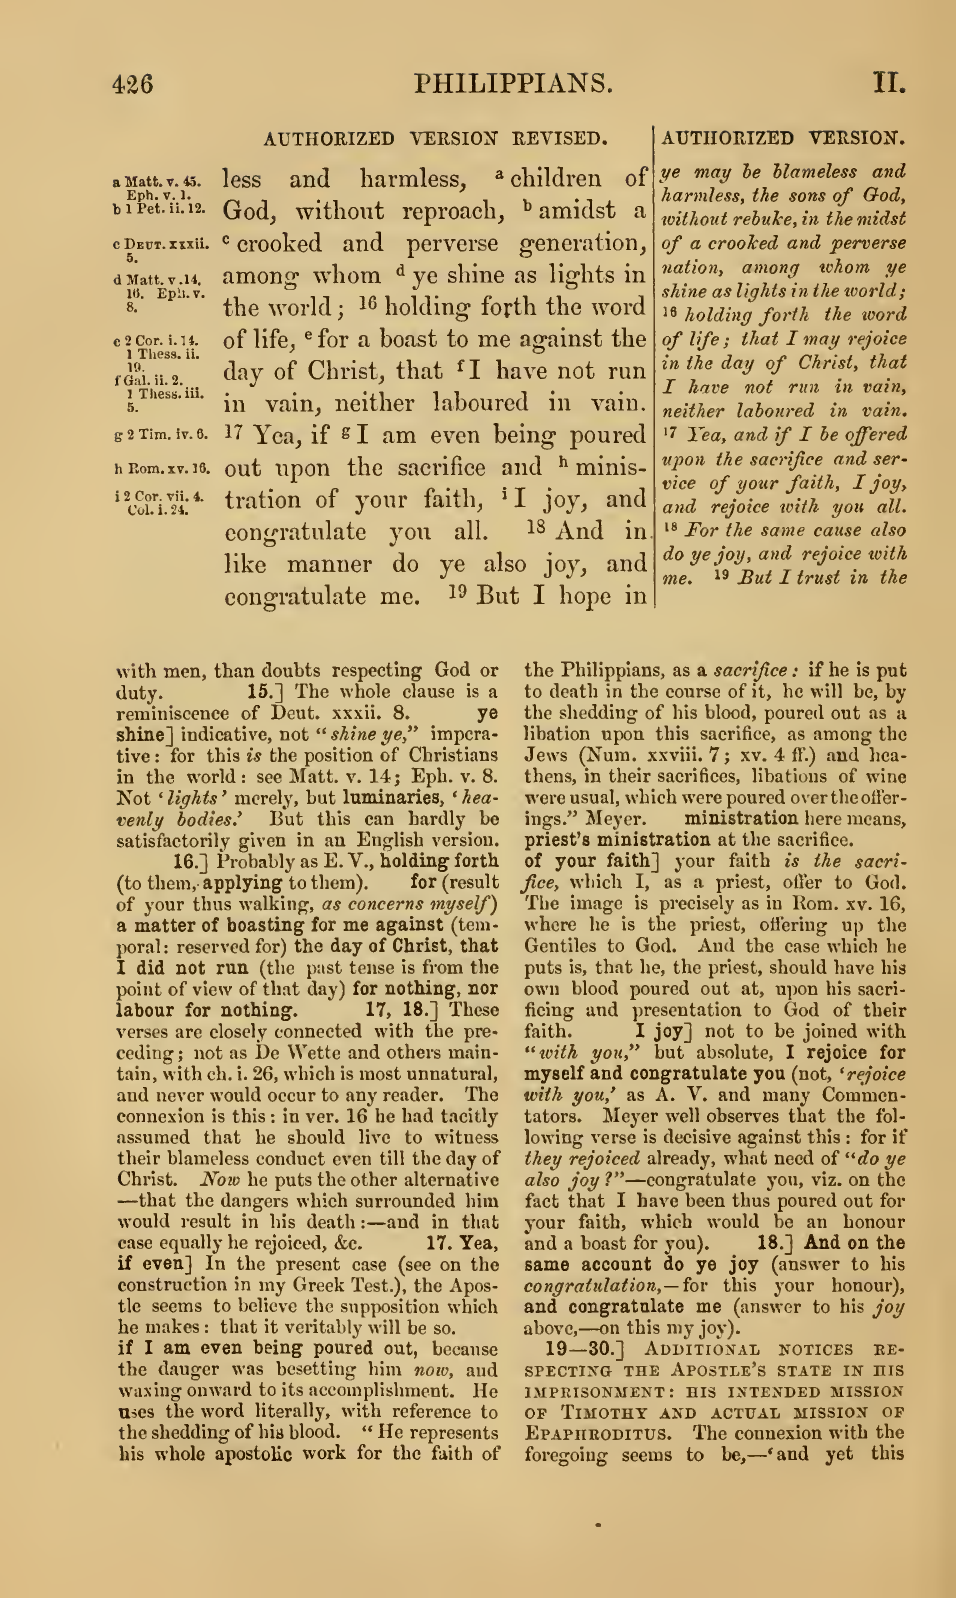 426
PHILIPPIANS.
II.
AUTHORIZED VERSION REVISED.
a Matt. v. 45.
Eph. v. 1.
b 1 Pet. ii. 12.
c DEUT. xxxii.
5.
d Matt. v. 14,
16. Eph. v.
8.
e 2 Cor. i. 14.
1 Thess. ii.
19.
f Gal. ii. 2.
1 Thess. iii.
5.
g 2 Tim. iv. 6.
h Rom. xv. 16.
i 2 Cor. vii. 4.
Col. i. 24.
less and harmless, a children of
God, without reproach, b amidst a
c crooked and perverse generation,
among whom d ye shine as lights in
the world; 16 holding forth the word
of life, e for a boast to me against the
day of Christ, that f I have not run
in vain, neither laboured in vain.
17 Yea, if g I am even being poured
out upon the sacrifice and h minis-
tration of your faith, i I joy, and
congratulate you all. 18 And in
like manner do ye also joy, and
congratulate me. 19 But I hope in
AUTHORIZED VERSION.
ye may be blameless and
harmless, the sons of God,
without rebuke, in the midst
of a crooked and perverse
nation, among whom ye
shine as lights in the world;
16 holding forth the word
of life; that I may rejoice
in the day of Christ, that
I have not run in vain,
neither laboured in vain.
17 Yea, and if I be offered
upon the sacrifice and ser-
vice of your faith, I joy,
and rejoice with you all.
18 For the same cause also
do ye joy, and rejoice with
me. 19 But I trust in the
with men, than doubts respecting God or
duty. 15.] The whole clause is a
reminiscence of Deut. xxxii. 8. ye
shine] indicative, not "shine ye," impera-
tive: for this is the position of Christians
in the world: see Matt. v. 14; Eph. v. 8.
Not 'lights' merely, but luminaries, 'hea-
venly bodies.' But this can hardly be
satisfactorily given in an English version.
16.] Probably as E. V., holding forth
(to them, applying to them). for (result
of your thus walking, as concerns myself)
a matter of boasting for me against (tem-
poral: reserved for) the day of Christ, that
I did not run (the past tense is from the
point of view of that day) for nothing, nor
labour for nothing. 17, 18.] These
verses are closely connected with the pre-
ceding; not as De Wette and others main-
tain, with ch. i. 26, which is most unnatural,
and never would occur to any reader. The
connexion is this: in ver. 16 he had tacitly
assumed that he should live to witness
their blameless conduct even till the day of
Christ. Now he puts the other alternative
—that the dangers which surrounded him
would result in his death:—and in that
case equally he rejoiced, &c. 17. Yea,
if even] In the present case (see on the
construction in my Greek Test.), the Apos-
tle seems to believe the supposition which
he makes: that it veritably will be so.
if I am even being poured out, because
the danger was besetting him now, and
waxing onward to its accomplishment. He
uses the word literally, with reference to
the shedding of his blood. "He represents
his whole apostolic work for the faith of
the Philippians, as a sacrifice: if he is put
to death in the course of it, he will be, by
the shedding of his blood, poured out as a
libation upon this sacrifice, as among the
Jews (Num. xxviii. 7; xv. 4 ff.) and hea-
thens, in their sacrifices, libations of wine
were usual, which were poured over the offer-
ings." Meyer. ministration here means,
priest's ministration at the sacrifice.
of your faith] your faith is the sacri-
fice, which I, as a priest, offer to God.
The image is precisely as in Rom. xv. 16,
where he is the priest, offering up the
Gentiles to God. And the case which he
puts is, that he, the priest, should have his
own blood poured out at, upon his sacri-
ficing and presentation to God of their
faith. I joy] not to be joined with
"with you," but absolute, I rejoice for
myself and congratulate you (not, 'rejoice
with you,' as A. V. and many Commen-
tators. Meyer well observes that the fol-
lowing verse is decisive against this: for if
they rejoiced already, what need of "do ye
also joy?"—congratulate you, viz. on the
fact that I have been thus poured out for
your faith, which would be an honour
and a boast for you). 18.] And on the
same account do ye joy (answer to his
congratulation,—for this your honour),
and congratulate me (answer to his joy
above,—on this my joy).
19—30.] ADDITIONAL NOTICES RE-
SPECTING THE APOSTLE'S STATE IN HIS
IMPRISONMENT: HIS INTENDED MISSION
OF TIMOTHY AND ACTUAL MISSION OF
EPAPHRODITUS. The connexion with the
foregoing seems to be,—'and yet this